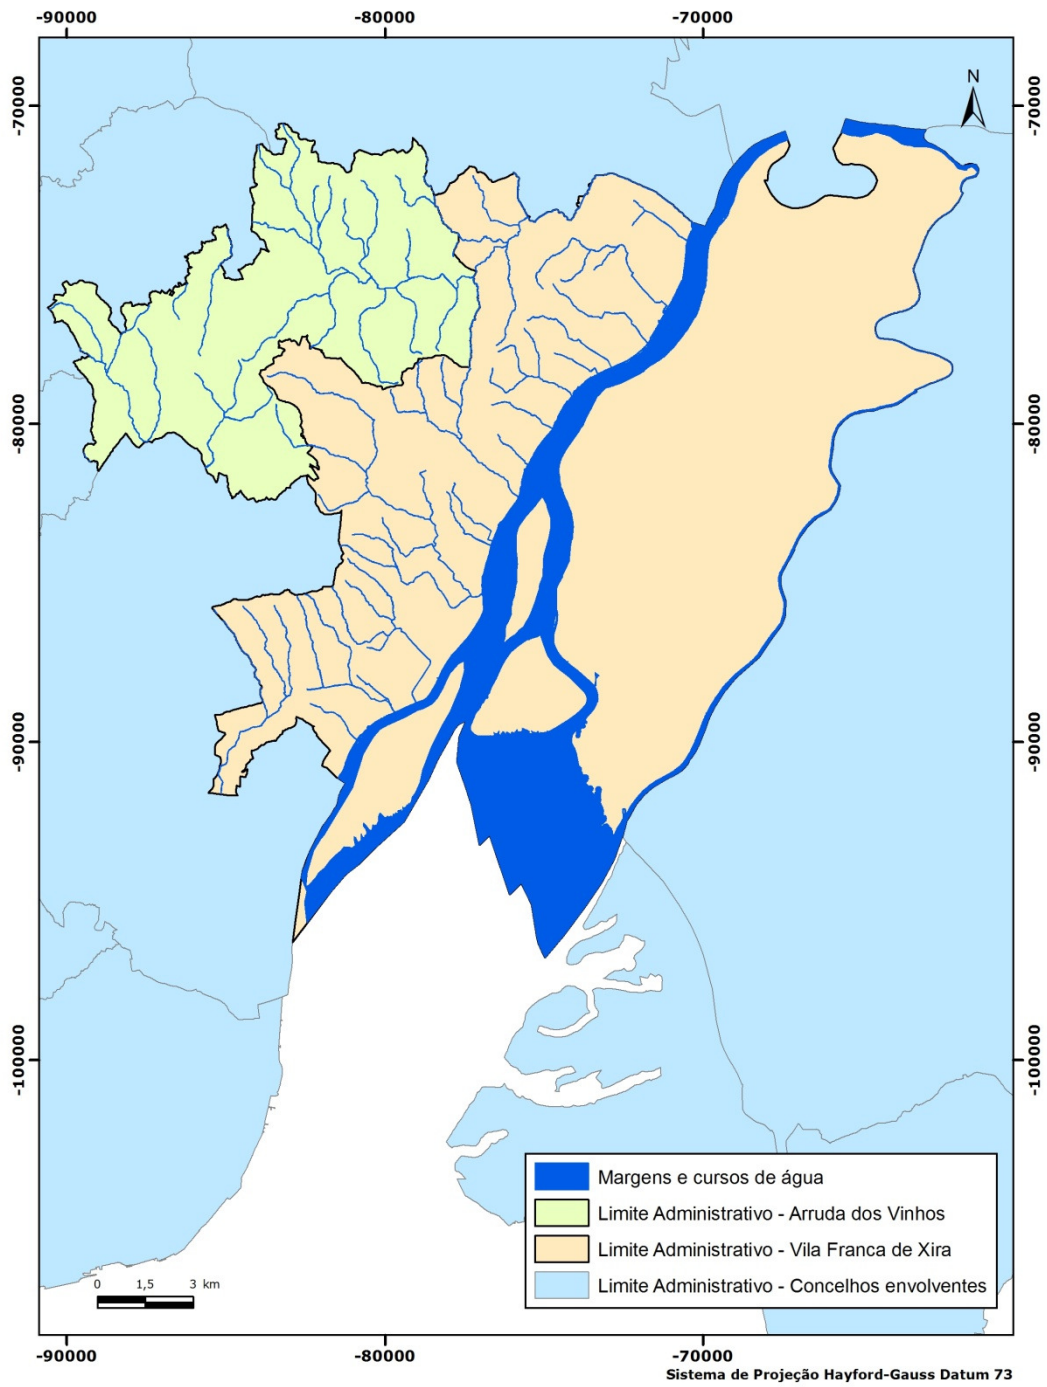 -90000 -80000 -70000
-70000 -70000
N
-80000 -80000
-90000 -90000
-100000 -100000
Margens e cursos de água
Limite Administrativo - Arruda dos Vinhos
Limite Administrativo - Vila Franca de Xira
Limite Administrativo - Concelhos envolventes
0 1,5 3 km
-90000 -80000 -70000
Sistema de Projeção Hayford-Gauss Datum 73